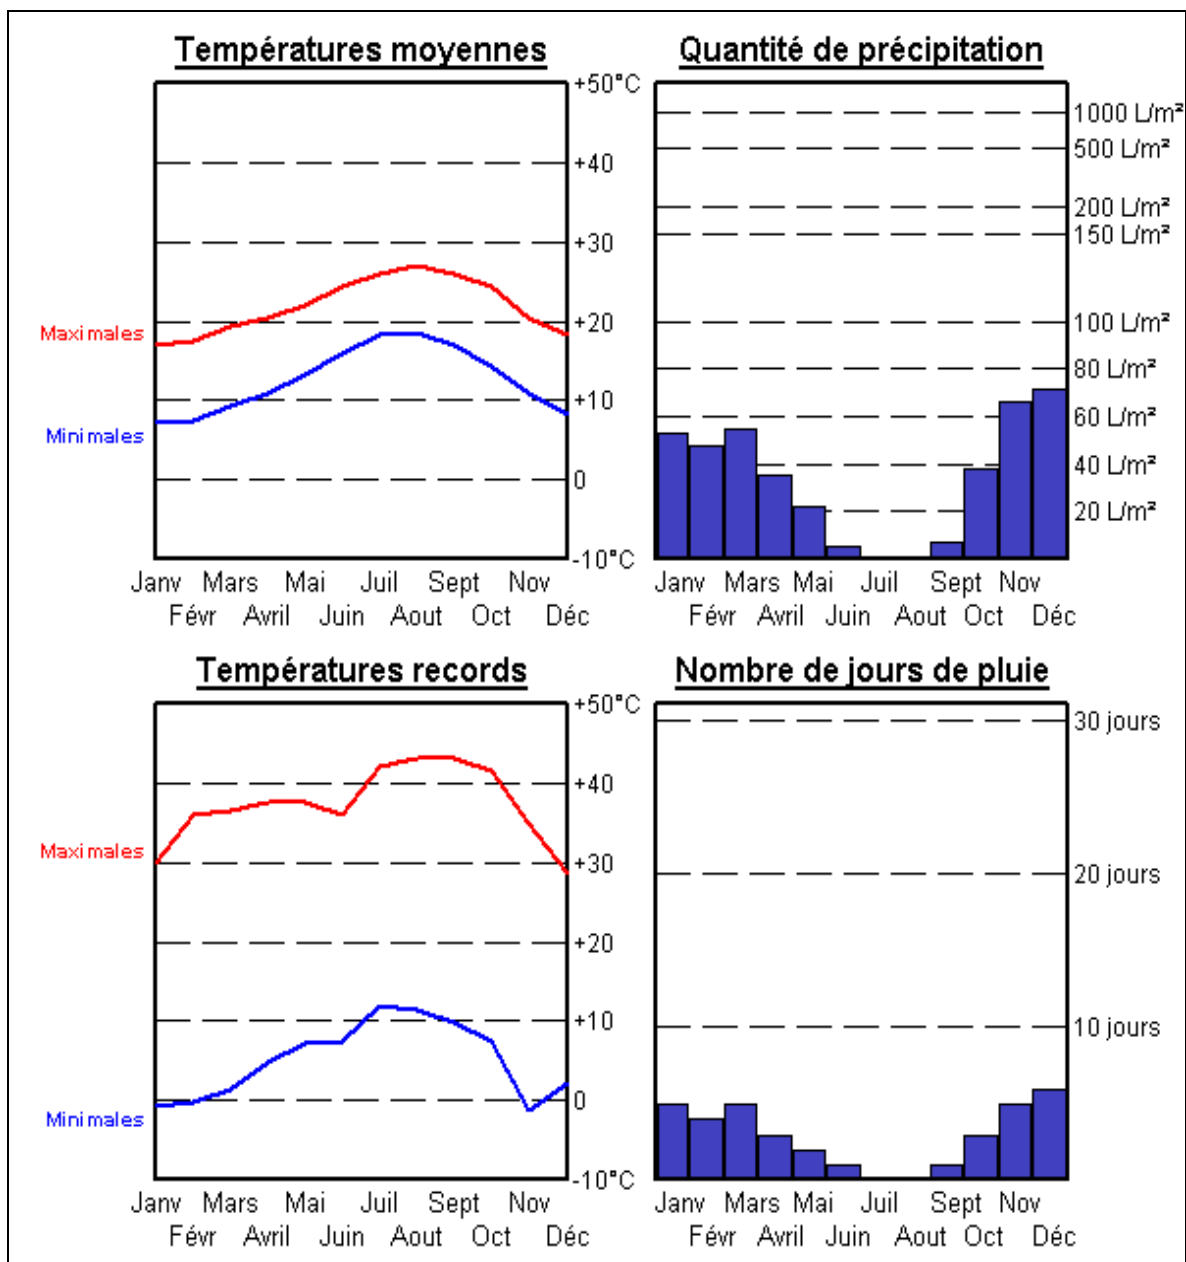 Températures moyennes
+50°C
+40
+30
+20
+10
0
-10°C
Maximales
Minimales
Janv Mars Mai Juil Sept Nov
Févr Avril Juin Aout Oct Déc
Quantité de précipitation
1000 L/m²
500 L/m²
200 L/m²
150 L/m²
100 L/m²
80 L/m²
60 L/m²
40 L/m²
20 L/m²
Janv Mars Mai Juil Sept Nov
Févr Avril Juin Aout Oct Déc
Températures records
+50°C
+40
+30
+20
+10
0
-10°C
Maximales
Minimales
Janv Mars Mai Juil Sept Nov
Févr Avril Juin Aout Oct Déc
Nombre de jours de pluie
30 jours
20 jours
10 jours
Janv Mars Mai Juil Sept Nov
Févr Avril Juin Aout Oct Déc